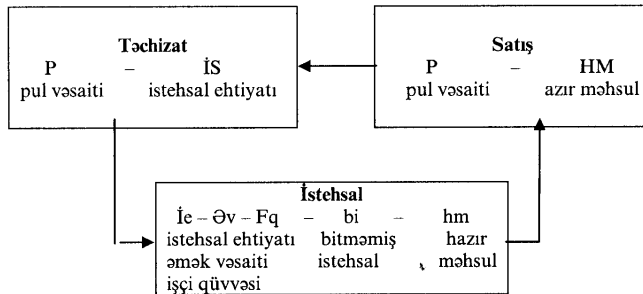 Təchizat
P – İS
pul vəsaiti istehsal ehtiyatı
Satış
P – HM
pul vəsaiti azır məhsul
İstehsal
İe – Əv – Fq – bi – hm
istehsal ehtiyatı bitməmiş hazır
əmək vəsaiti istehsal məhsul
işçi qüvvəsi